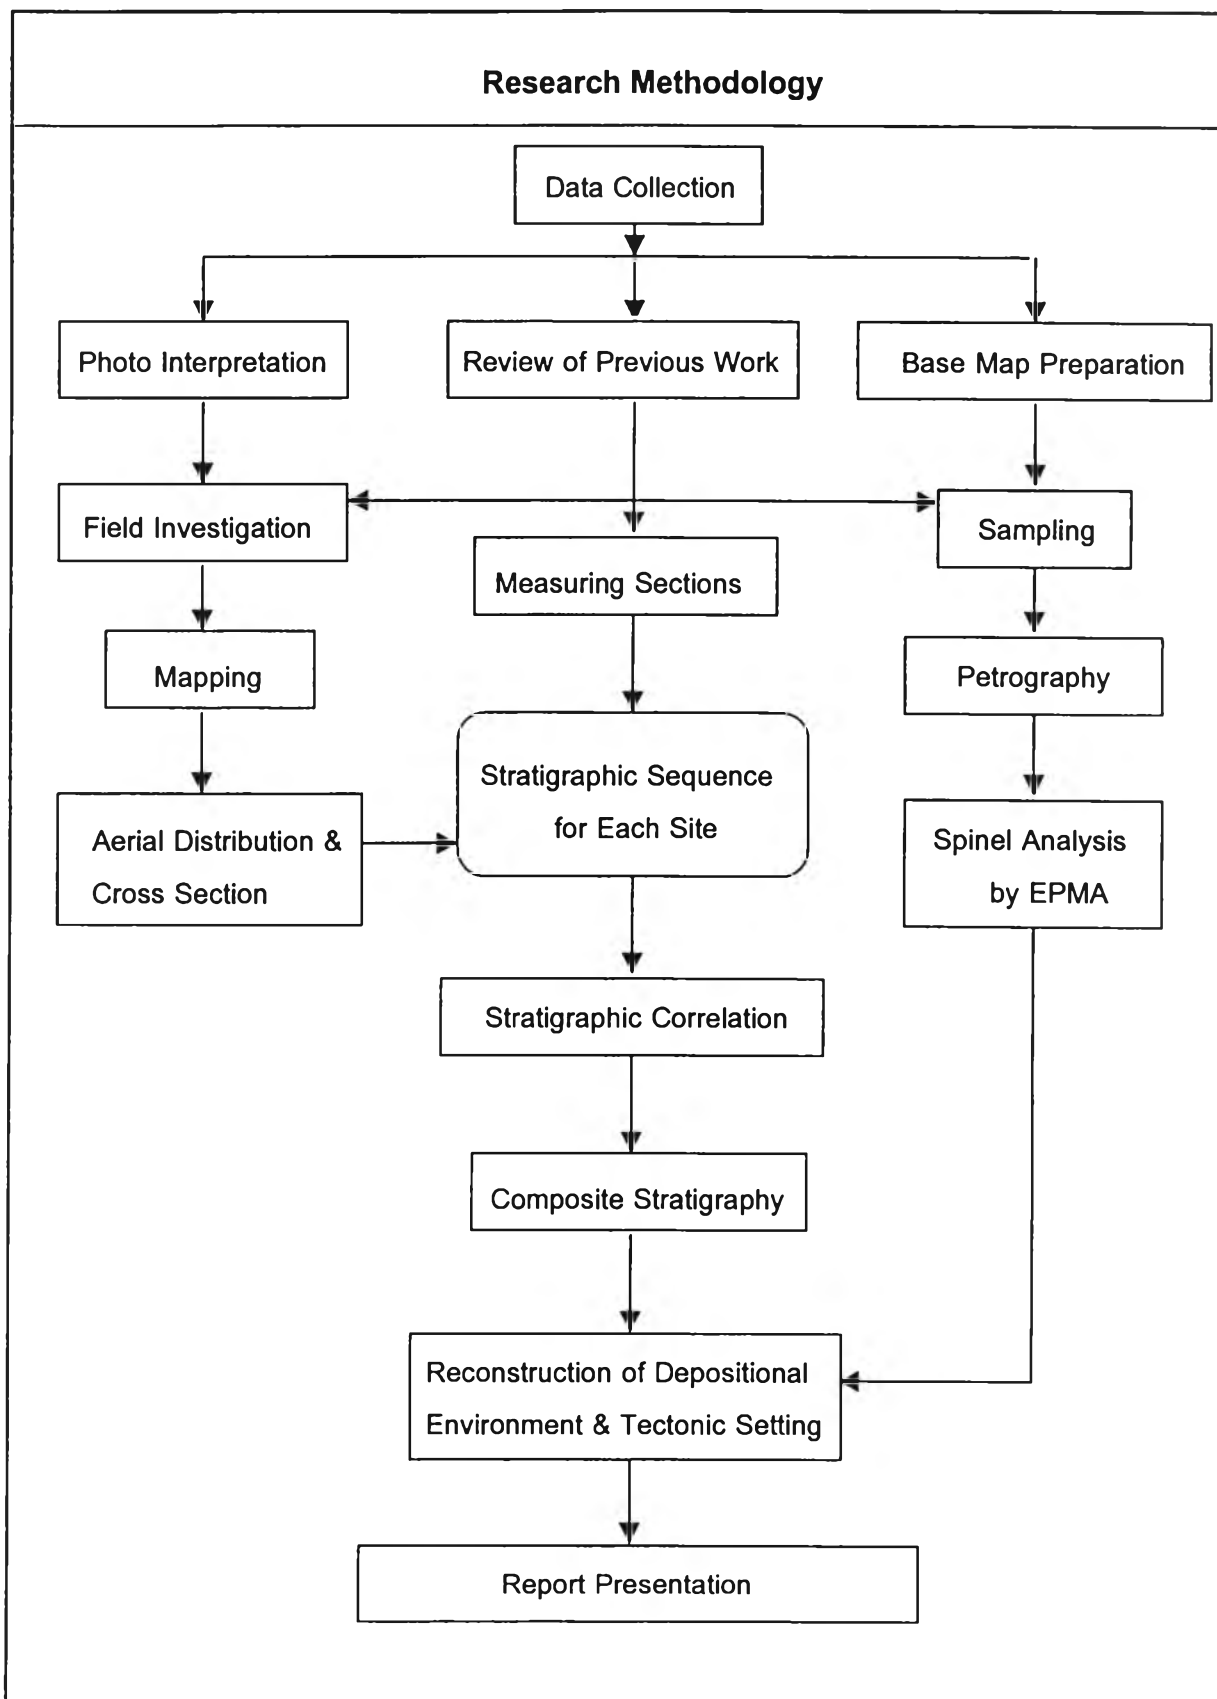 Research Methodology
Data Collection
Photo Interpretation
Review of Previous Work
Base Map Preparation
Field Investigation
Sampling
Measuring Sections
Mapping
Petrography
Stratigraphic Sequence
for Each Site
Aerial Distribution &
Cross Section
Spinel Analysis
by EPMA
Stratigraphic Correlation
Composite Stratigraphy
Reconstruction of Depositional
Environment & Tectonic Setting
Report Presentation